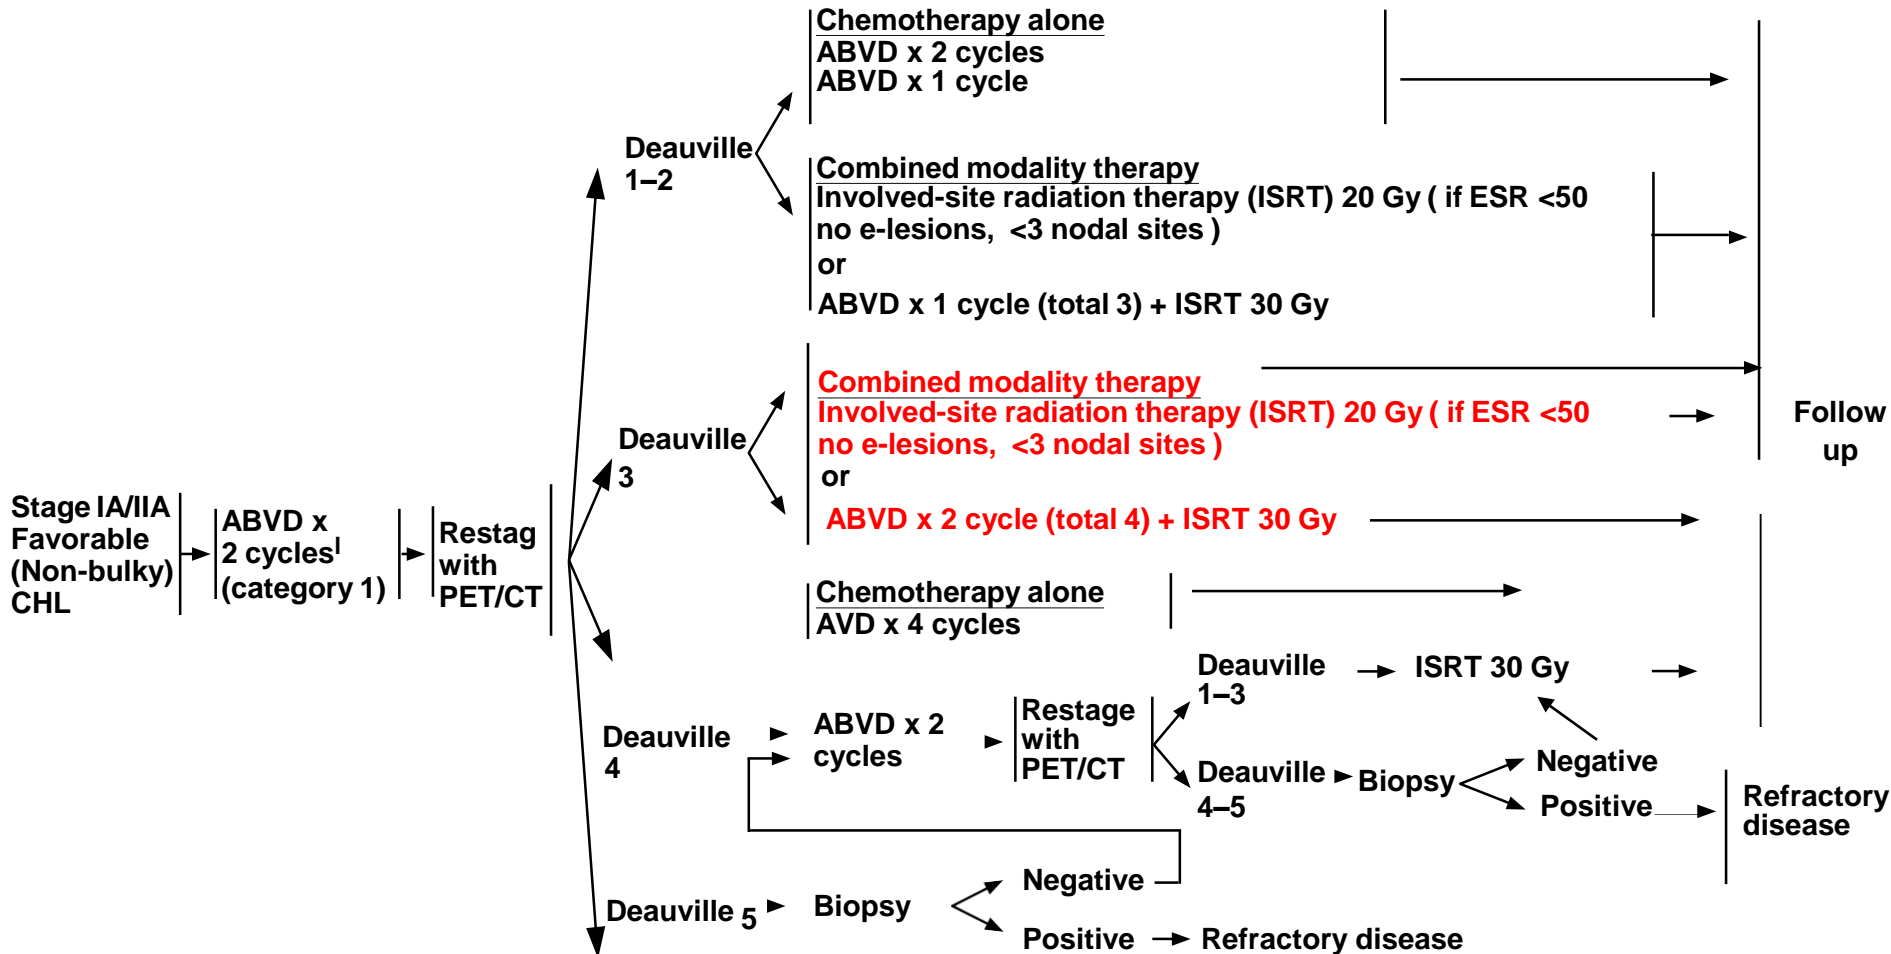 Chemotherapy alone
ABVD x 2 cycles
ABVD x 1 cycle
Deauville
1–2
Combined modality therapy
Involved-site radiation therapy (ISRT) 20 Gy ( if ESR <50
no e-lesions, <3 nodal sites )
or
ABVD x 1 cycle (total 3) + ISRT 30 Gy
Deauville
3
Combined modality therapy
Involved-site radiation therapy (ISRT) 20 Gy ( if ESR <50
no e-lesions, <3 nodal sites )
or
ABVD x 2 cycle (total 4) + ISRT 30 Gy
Follow
up
Stage IA/IIA
Favorable
(Non-bulky)
CHL
ABVD x
2 cycles^l
(category 1)
Restag
with
PET/CT
Chemotherapy alone
AVD x 4 cycles
Deauville
4
ABVD x 2
cycles
Restage
with
PET/CT
Deauville
1–3
ISRT 30 Gy
Deauville
4–5
Biopsy
Negative
Positive
Refractory
disease
Deauville 5
Biopsy
Negative
Positive
Refractory disease